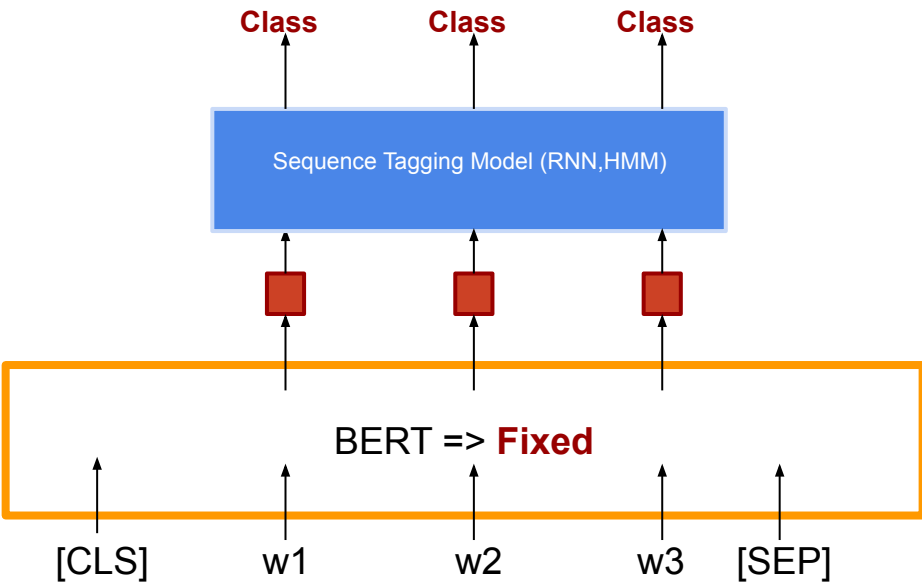 Class Class Class
Sequence Tagging Model (RNN,HMM)
BERT => Fixed
[CLS] w1 w2 w3 [SEP]